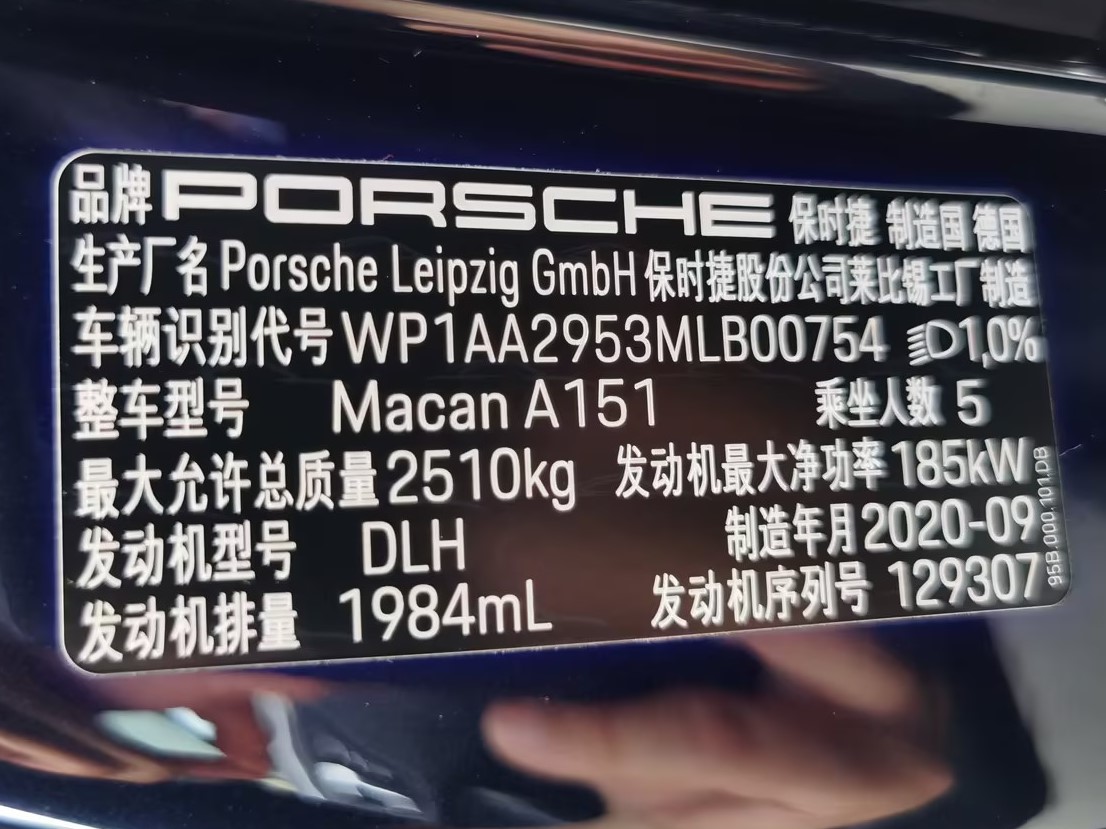 品牌 PORSCHE 保时捷 制造国 德国
生产厂名 Porsche Leipzig GmbH 保时捷股份公司莱比锡工厂制造
车辆识别代号 WP1AA2953MLB00754 1,0%
整车型号 Macan A151 乘坐人数 5
最大允许总质量 2510kg 发动机最大净功率 185kW
发动机型号 DLH 制造年月 2020-09
发动机排量 1984mL 发动机序列号 129307
95B.000.101.DB